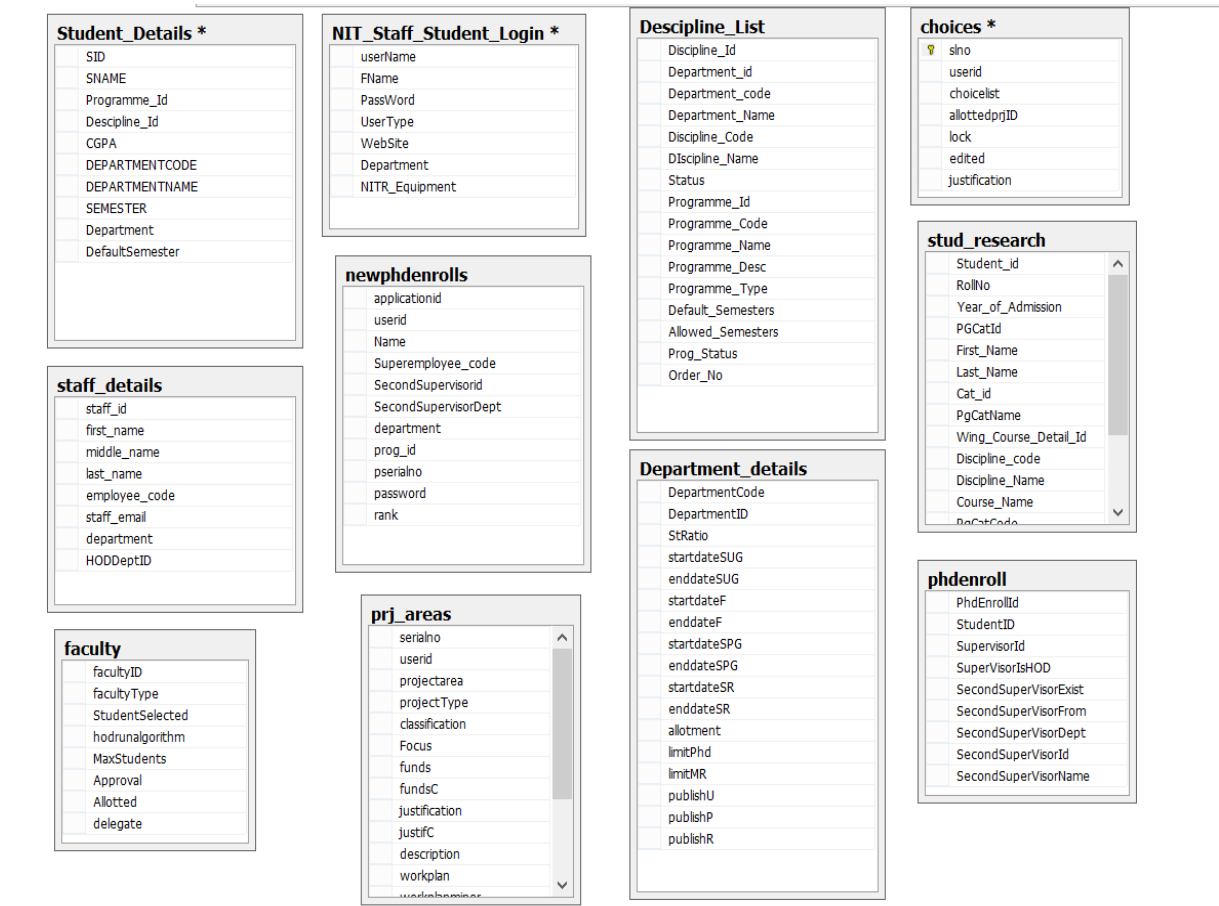 Student_Details *
SID
SNAME
Programme_Id
Descipline_Id
CGPA
DEPARTMENTCODE
DEPARTMENTNAME
SEMESTER
Department
DefaultSemester
NIT_Staff_Student_Login *
userName
FName
PassWord
UserType
WebSite
Department
NITR_Equipment
Descipline_List
Discipline_Id
Department_id
Department_code
Department_Name
Discipline_Code
DIscipline_Name
Status
Programme_Id
Programme_Code
Programme_Name
Programme_Desc
Programme_Type
Default_Semesters
Allowed_Semesters
Prog_Status
Order_No
choices *
slno
userid
choicelist
allottedprjID
lock
edited
justification
stud_research
Student_id
RollNo
Year_of_Admission
PGCatId
First_Name
Last_Name
Cat_id
PgCatName
Wing_Course_Detail_Id
Discipline_code
Discipline_Name
Course_Name
PgCatCode
newphdenrolls
applicationid
userid
Name
Superemployee_code
SecondSupervisorid
SecondSupervisorDept
department
prog_id
pserialno
password
rank
staff_details
staff_id
first_name
middle_name
last_name
employee_code
staff_email
department
HODDeptID
Department_details
DepartmentCode
DepartmentID
StRatio
startdateSUG
enddateSUG
startdateF
enddateF
startdateSPG
enddateSPG
startdateSR
enddateSR
allotment
limitPhd
limitMR
publishU
publishP
publishR
phdenroll
PhdEnrollId
StudentID
SupervisorId
SuperVisorIsHOD
SecondSuperVisorExist
SecondSuperVisorFrom
SecondSuperVisorDept
SecondSuperVisorId
SecondSuperVisorName
prj_areas
serialno
userid
projectarea
projectType
classification
Focus
funds
fundsC
justification
justifC
description
workplan
workplanminor
faculty
facultyID
facultyType
StudentSelected
hodrunalgorithm
MaxStudents
Approval
Allotted
delegate